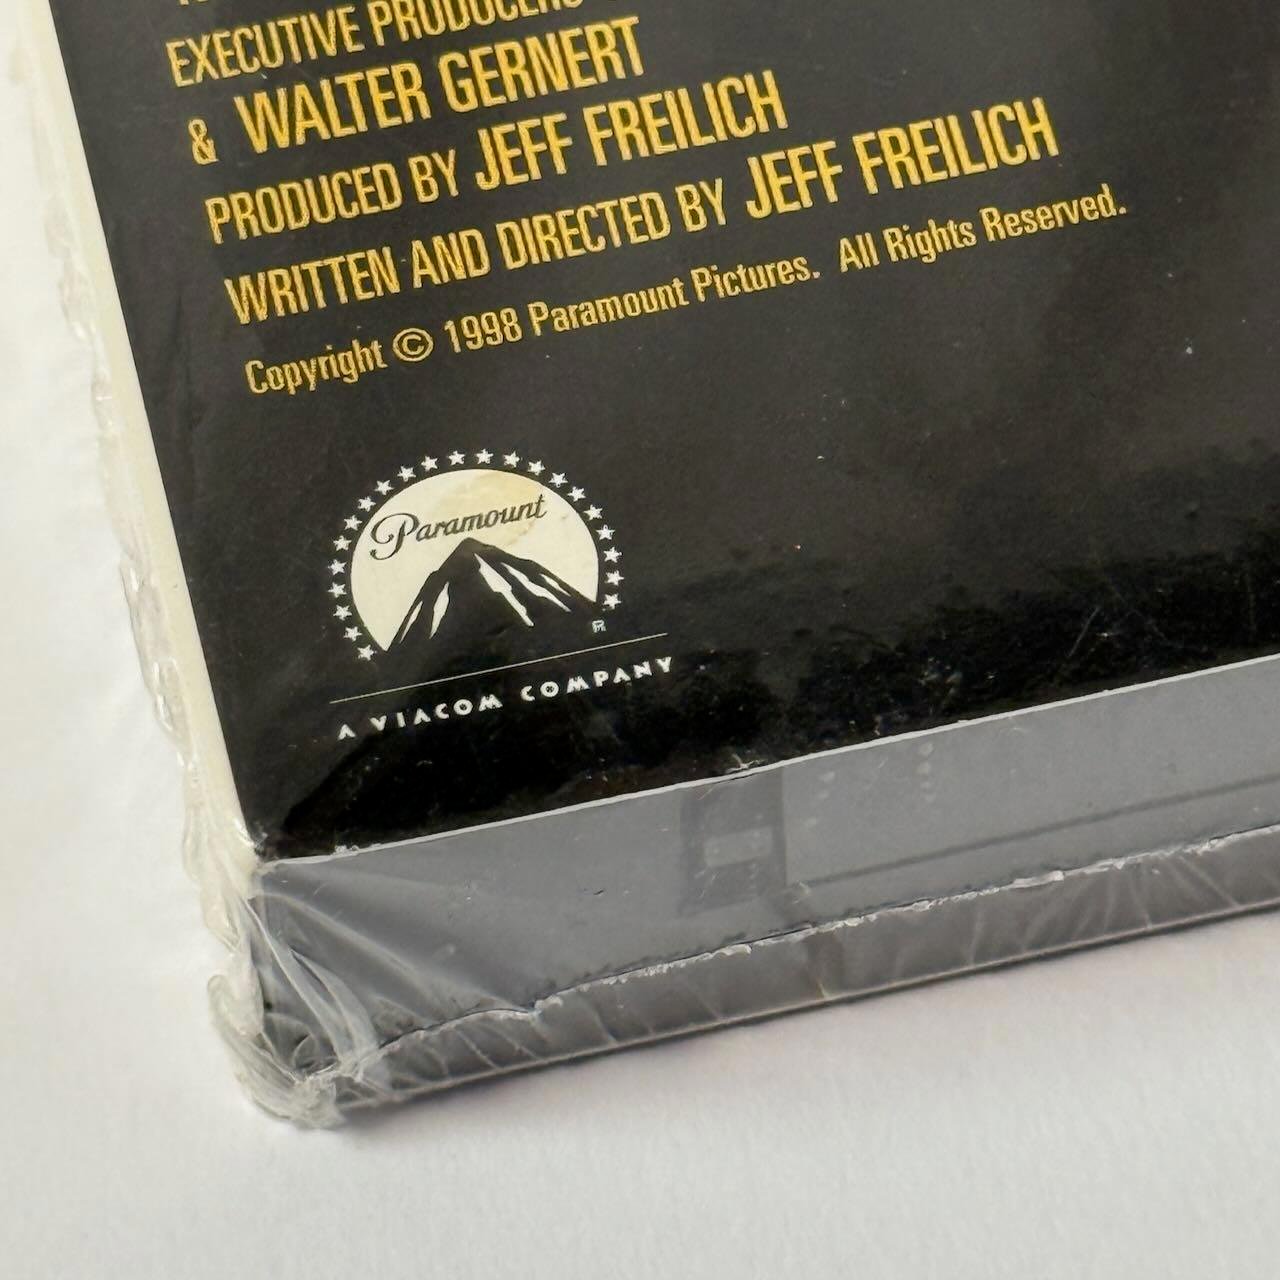 EXECUTIVE PRODUCERS
& WALTER GERNERT
PRODUCED BY JEFF FREILICH
WRITTEN AND DIRECTED BY JEFF FREILICH
Copyright © 1998 Paramount Pictures. All Rights Reserved.
Paramount
®
A VIACOM COMPANY